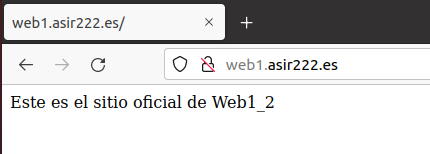 web1.asir222.es/
web1.asir222.es
Este es el sitio oficial de Web1_2